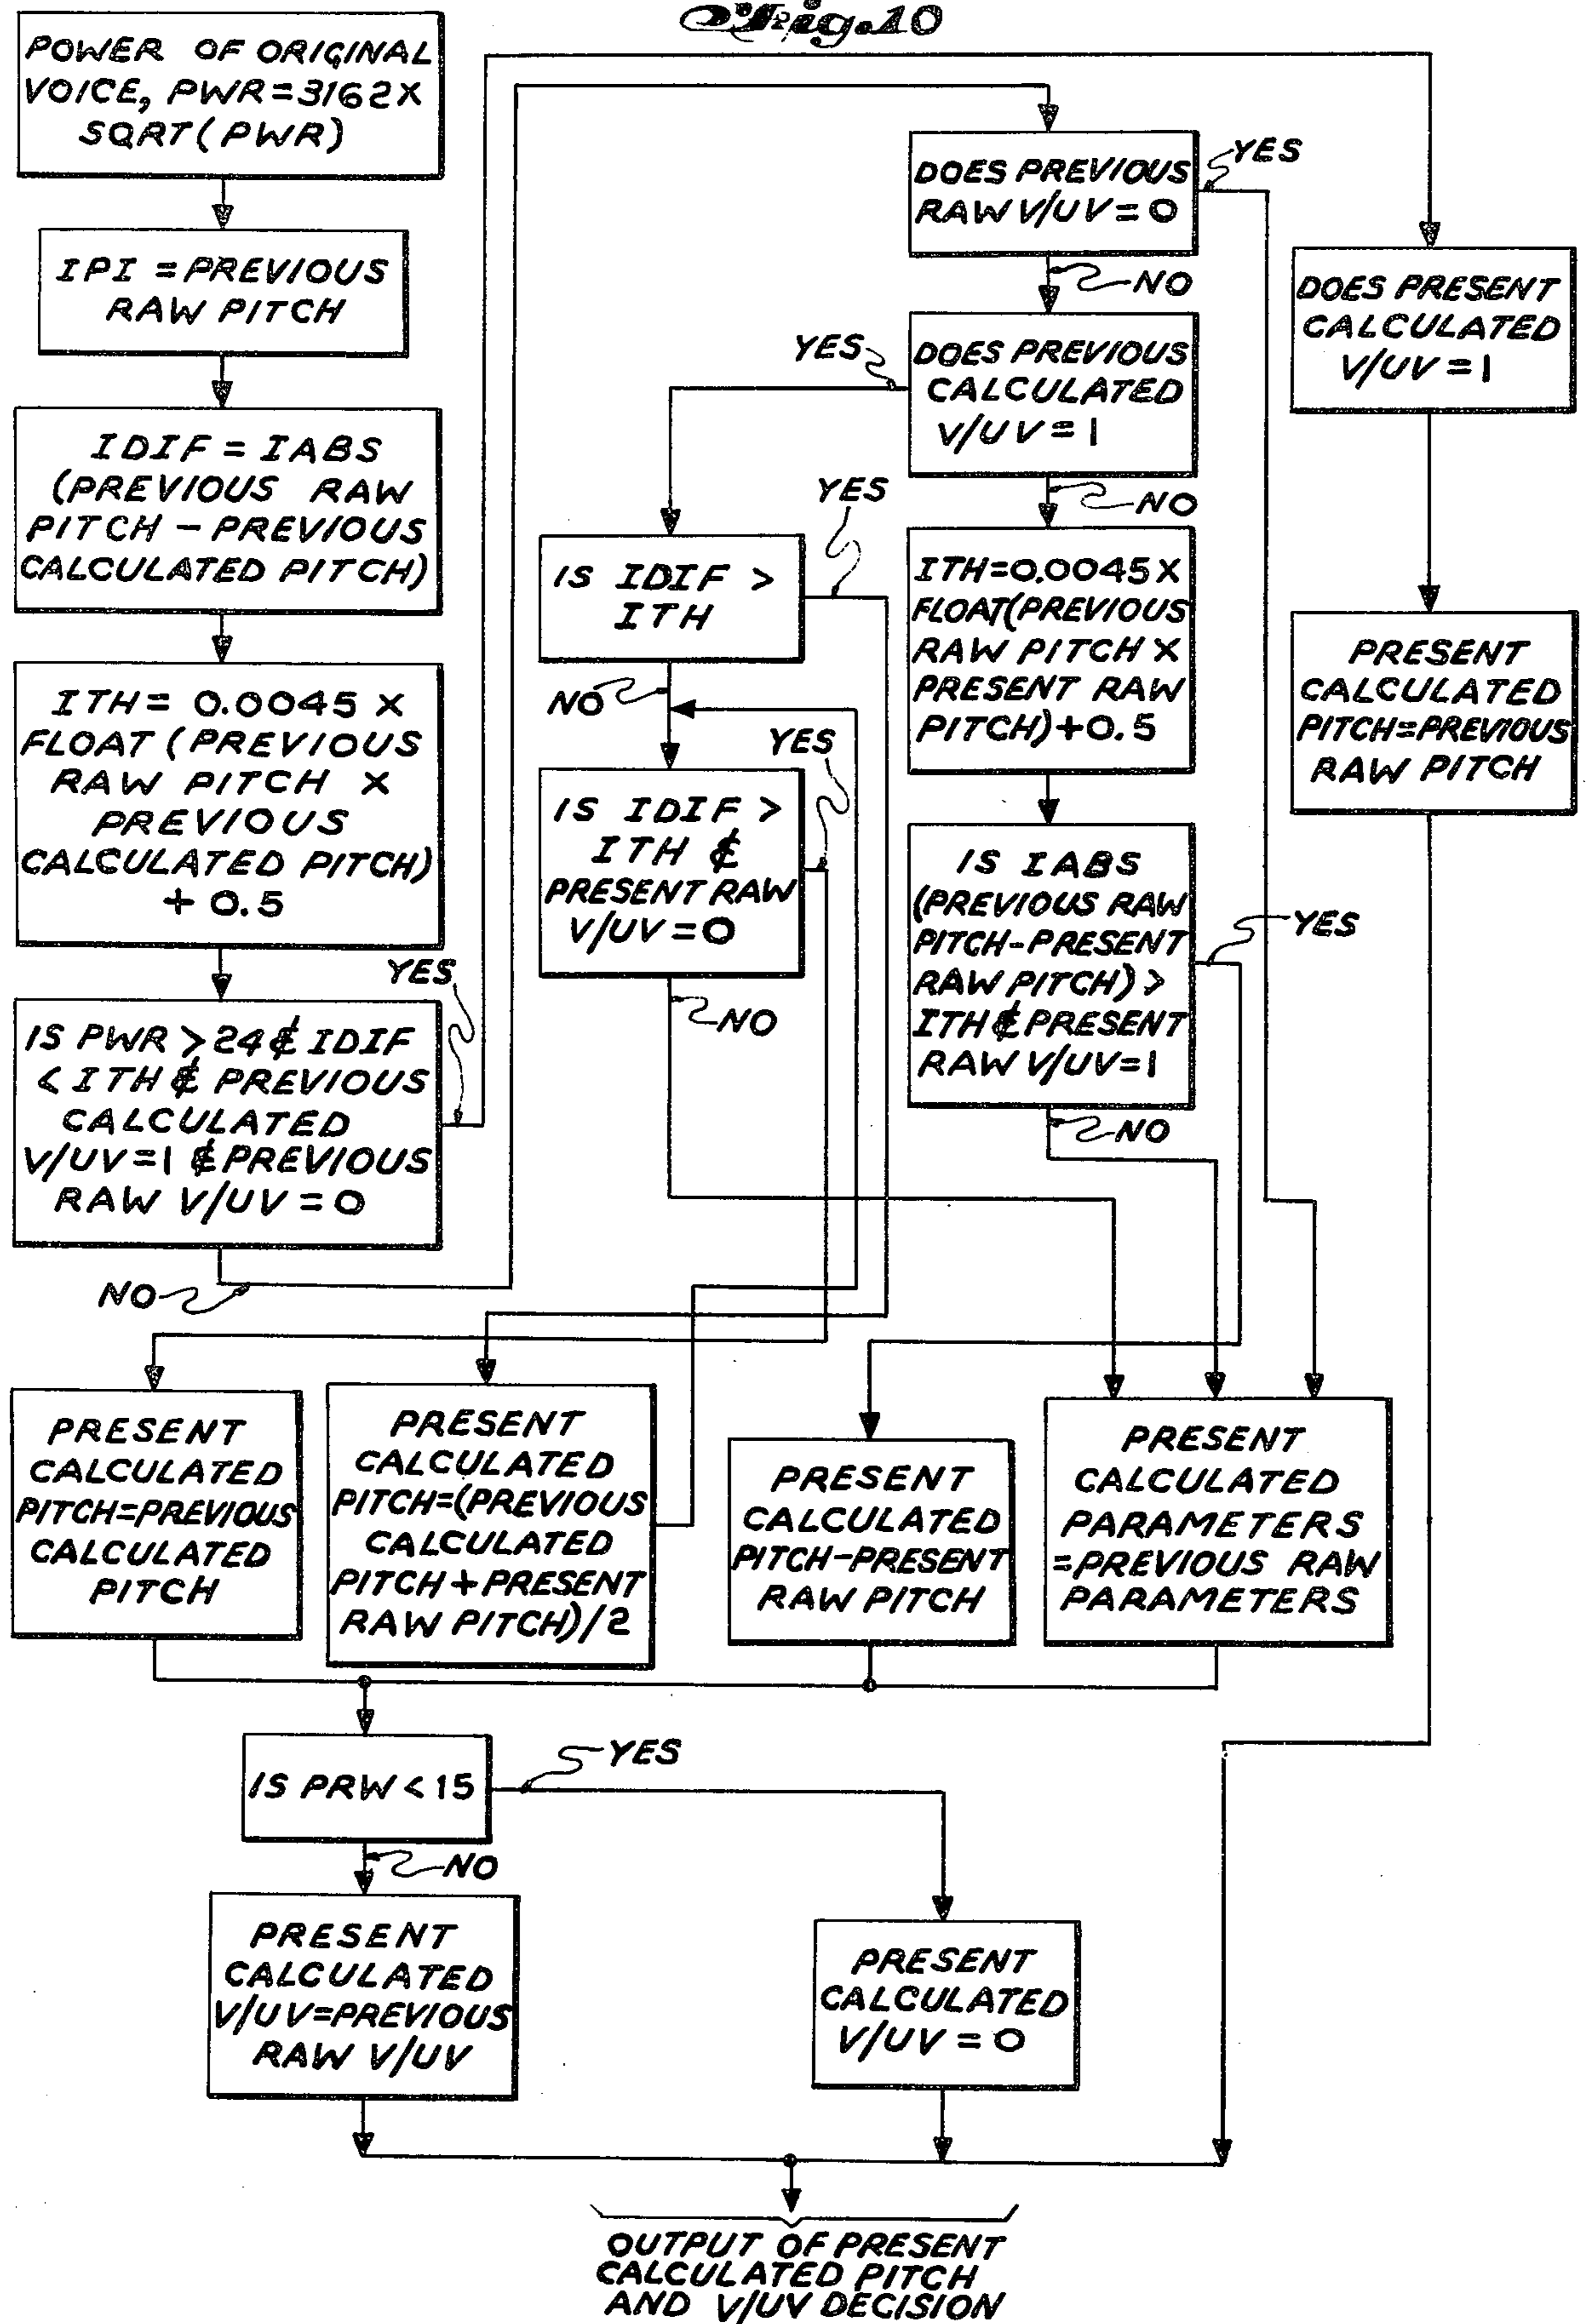 Fig. 10
POWER OF ORIGINAL
VOICE, PWR=3162X
SQRT(PWR)
IPI = PREVIOUS
RAW PITCH
IDIF = IABS
(PREVIOUS RAW
PITCH - PREVIOUS
CALCULATED PITCH)
ITH = 0.0045 X
FLOAT (PREVIOUS
RAW PITCH X
PREVIOUS
CALCULATED PITCH)
+ 0.5
YES
IS PWR > 24 & IDIF
< ITH & PREVIOUS
CALCULATED
V/UV = 1 & PREVIOUS
RAW V/UV = 0
NO
DOES PREVIOUS
RAW V/UV = 0
YES
NO
YES
DOES PREVIOUS
CALCULATED
V/UV = 1
NO
DOES PRESENT
CALCULATED
V/UV = 1
PRESENT
CALCULATED
PITCH=PREVIOUS
RAW PITCH
YES
IS IDIF >
ITH
NO
YES
IS IDIF >
ITH &
PRESENT RAW
V/UV = 0
NO
ITH=0.0045X
FLOAT(PREVIOUS
RAW PITCH X
PRESENT RAW
PITCH)+0.5
IS IABS
(PREVIOUS RAW
PITCH-PRESENT
RAW PITCH) >
ITH & PRESENT
RAW V/UV=1
YES
NO
PRESENT
CALCULATED
PITCH=PREVIOUS
CALCULATED
PITCH
PRESENT
CALCULATED
PITCH=(PREVIOUS
CALCULATED
PITCH+PRESENT
RAW PITCH)/2
PRESENT
CALCULATED
PITCH-PRESENT
RAW PITCH
PRESENT
CALCULATED
PARAMETERS
=PREVIOUS RAW
PARAMETERS
IS PRW < 15
YES
NO
PRESENT
CALCULATED
V/UV=PREVIOUS
RAW V/UV
PRESENT
CALCULATED
V/UV = 0
OUTPUT OF PRESENT
CALCULATED PITCH
AND V/UV DECISION